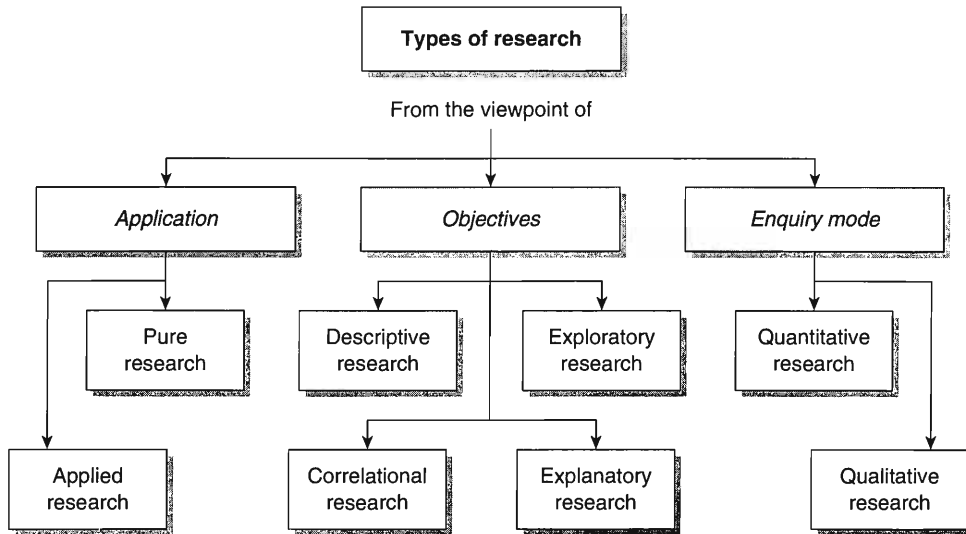 Types of research
From the viewpoint of
Application
Objectives
Enquiry mode
Pure
research
Descriptive
research
Exploratory
research
Quantitative
research
Applied
research
Correlational
research
Explanatory
research
Qualitative
research